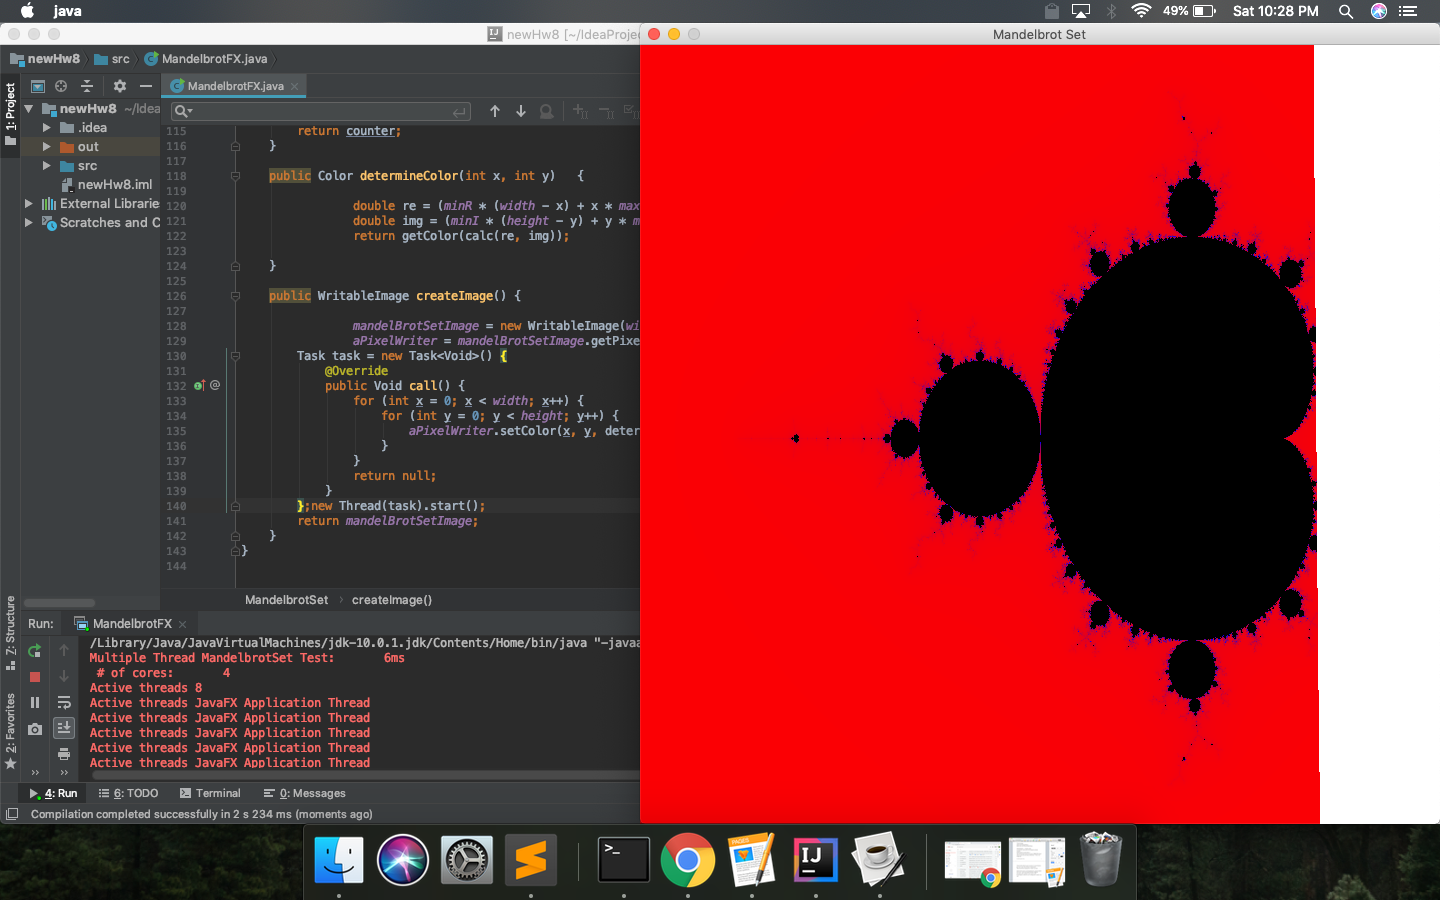 java
49%
Sat 10:28 PM
newHw8 [~/IdeaProje
Mandelbrot Set
newHw8
src
MandelbrotFX.java
1: Project
MandelbrotFX.java
newHw8 ~/Idea
.idea
out
src
newHw8.iml
External Librarie
Scratches and C
115 return counter;
116 }
117
118 public Color determineColor(int x, int y) {
119
120 double re = (minR * (width - x) + x * max
121 double img = (minI * (height - y) + y * m
122 return getColor(calc(re, img));
123
124 }
125
126 public WritableImage createImage() {
127
128 mandelBrotSetImage = new WritableImage(wi
129 aPixelWriter = mandelBrotSetImage.getPixe
130 Task task = new Task<Void>() {
131 @Override
132 public Void call() {
133 for (int x = 0; x < width; x++) {
134 for (int y = 0; y < height; y++) {
135 aPixelWriter.setColor(x, y, deter
136 }
137 }
138 return null;
139 }
140 };new Thread(task).start();
141 return mandelBrotSetImage;
142 }
143 }
144
MandelbrotSet › createImage()
Z: Structure
2: Favorites
Run: MandelbrotFX
/Library/Java/JavaVirtualMachines/jdk-10.0.1.jdk/Contents/Home/bin/java "-javaa
Multiple Thread MandelbrotSet Test: 6ms
# of cores: 4
Active threads 8
Active threads JavaFX Application Thread
Active threads JavaFX Application Thread
Active threads JavaFX Application Thread
Active threads JavaFX Application Thread
Active threads JavaFX Application Thread
4: Run
6: TODO
Terminal
0: Messages
Compilation completed successfully in 2 s 234 ms (moments ago)
>_
PAGES
IJ